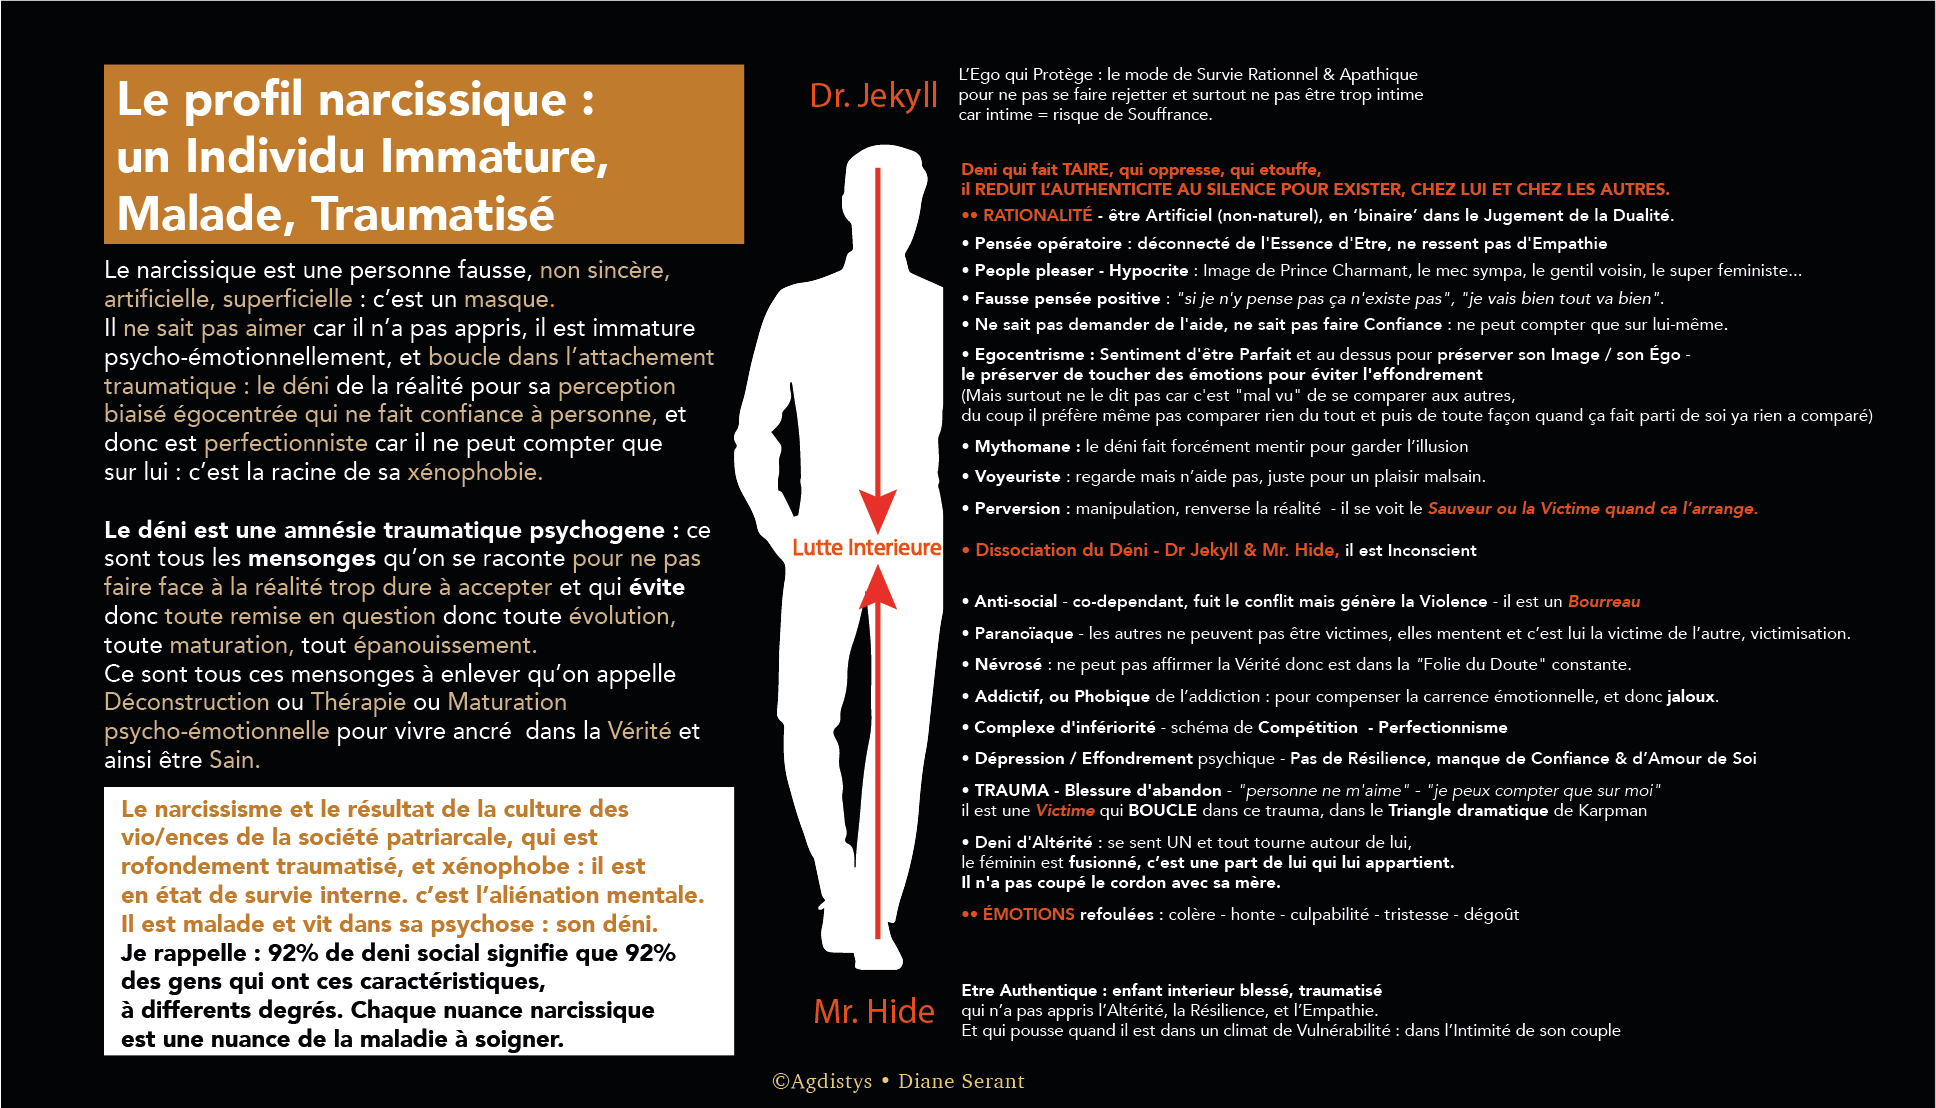 Le profil narcissique :
un Individu Immature,
Malade, Traumatisé
Le narcissique est une personne fausse, non sincère,
artificielle, superficielle : c’est un masque.
Il ne sait pas aimer car il n’a pas appris, il est immature
psycho-émotionnellement, et boucle dans l’attachement
traumatique : le déni de la réalité pour sa perception
biaisé égocentrée qui ne fait confiance à personne, et
donc est perfectionniste car il ne peut compter que
sur lui : c’est la racine de sa xénophobie.
Le déni est une amnésie traumatique psychogene : ce
sont tous les mensonges qu’on se raconte pour ne pas
faire face à la réalité trop dure à accepter et qui évite
donc toute remise en question donc toute évolution,
toute maturation, tout épanouissement.
Ce sont tous ces mensonges à enlever qu’on appelle
Déconstruction ou Thérapie ou Maturation
psycho-émotionnelle pour vivre ancré  dans la Vérité et
ainsi être Sain.
Le narcissisme et le résultat de la culture des
vio/ences de la société patriarcale, qui est
rofondement traumatisé, et xénophobe : il est
en état de survie interne. c’est l’aliénation mentale.
Il est malade et vit dans sa psychose : son déni.
Je rappelle : 92% de deni social signifie que 92%
des gens qui ont ces caractéristiques,
à differents degrés. Chaque nuance narcissique
est une nuance de la maladie à soigner.
Dr. Jekyll
Lutte Interieure
Mr. Hide
L’Ego qui Protège : le mode de Survie Rationnel & Apathique
pour ne pas se faire rejetter et surtout ne pas être trop intime
car intime = risque de Souffrance.
Deni qui fait TAIRE, qui oppresse, qui etouffe,
il REDUIT L’AUTHENTICITE AU SILENCE POUR EXISTER, CHEZ LUI ET CHEZ LES AUTRES.
•• RATIONALITÉ - être Artificiel (non-naturel), en ‘binaire’ dans le Jugement de la Dualité.
• Pensée opératoire : déconnecté de l'Essence d'Etre, ne ressent pas d'Empathie
• People pleaser - Hypocrite : Image de Prince Charmant, le mec sympa, le gentil voisin, le super feministe...
• Fausse pensée positive : "si je n'y pense pas ça n'existe pas", "je vais bien tout va bien".
• Ne sait pas demander de l'aide, ne sait pas faire Confiance : ne peut compter que sur lui-même.
• Egocentrisme : Sentiment d'être Parfait et au dessus pour préserver son Image / son Égo -
le préserver de toucher des émotions pour éviter l'effondrement
(Mais surtout ne le dit pas car c'est "mal vu" de se comparer aux autres,
du coup il préfère même pas comparer rien du tout et puis de toute façon quand ça fait parti de soi ya rien a comparé)
• Mythomane : le déni fait forcément mentir pour garder l’illusion
• Voyeuriste : regarde mais n’aide pas, juste pour un plaisir malsain.
• Perversion : manipulation, renverse la réalité  - il se voit le Sauveur ou la Victime quand ca l’arrange.
• Dissociation du Déni - Dr Jekyll & Mr. Hide, il est Inconscient
• Anti-social - co-dependant, fuit le conflit mais génère la Violence - il est un Bourreau
• Paranoïaque - les autres ne peuvent pas être victimes, elles mentent et c’est lui la victime de l’autre, victimisation.
• Névrosé : ne peut pas affirmer la Vérité donc est dans la "Folie du Doute" constante.
• Addictif, ou Phobique de l’addiction : pour compenser la carrence émotionnelle, et donc jaloux.
• Complexe d'infériorité - schéma de Compétition  - Perfectionnisme
• Dépression / Effondrement psychique - Pas de Résilience, manque de Confiance & d’Amour de Soi
• TRAUMA - Blessure d'abandon - "personne ne m'aime" - "je peux compter que sur moi"
il est une Victime qui BOUCLE dans ce trauma, dans le Triangle dramatique de Karpman
• Deni d'Altérité : se sent UN et tout tourne autour de lui,
le féminin est fusionné, c’est une part de lui qui lui appartient.
Il n'a pas coupé le cordon avec sa mère.
•• ÉMOTIONS refoulées : colère - honte - culpabilité - tristesse - dégoût
Etre Authentique : enfant interieur blessé, traumatisé
qui n’a pas appris l’Altérité, la Résilience, et l’Empathie.
Et qui pousse quand il est dans un climat de Vulnérabilité : dans l’Intimité de son couple
©Agdistys • Diane Serant